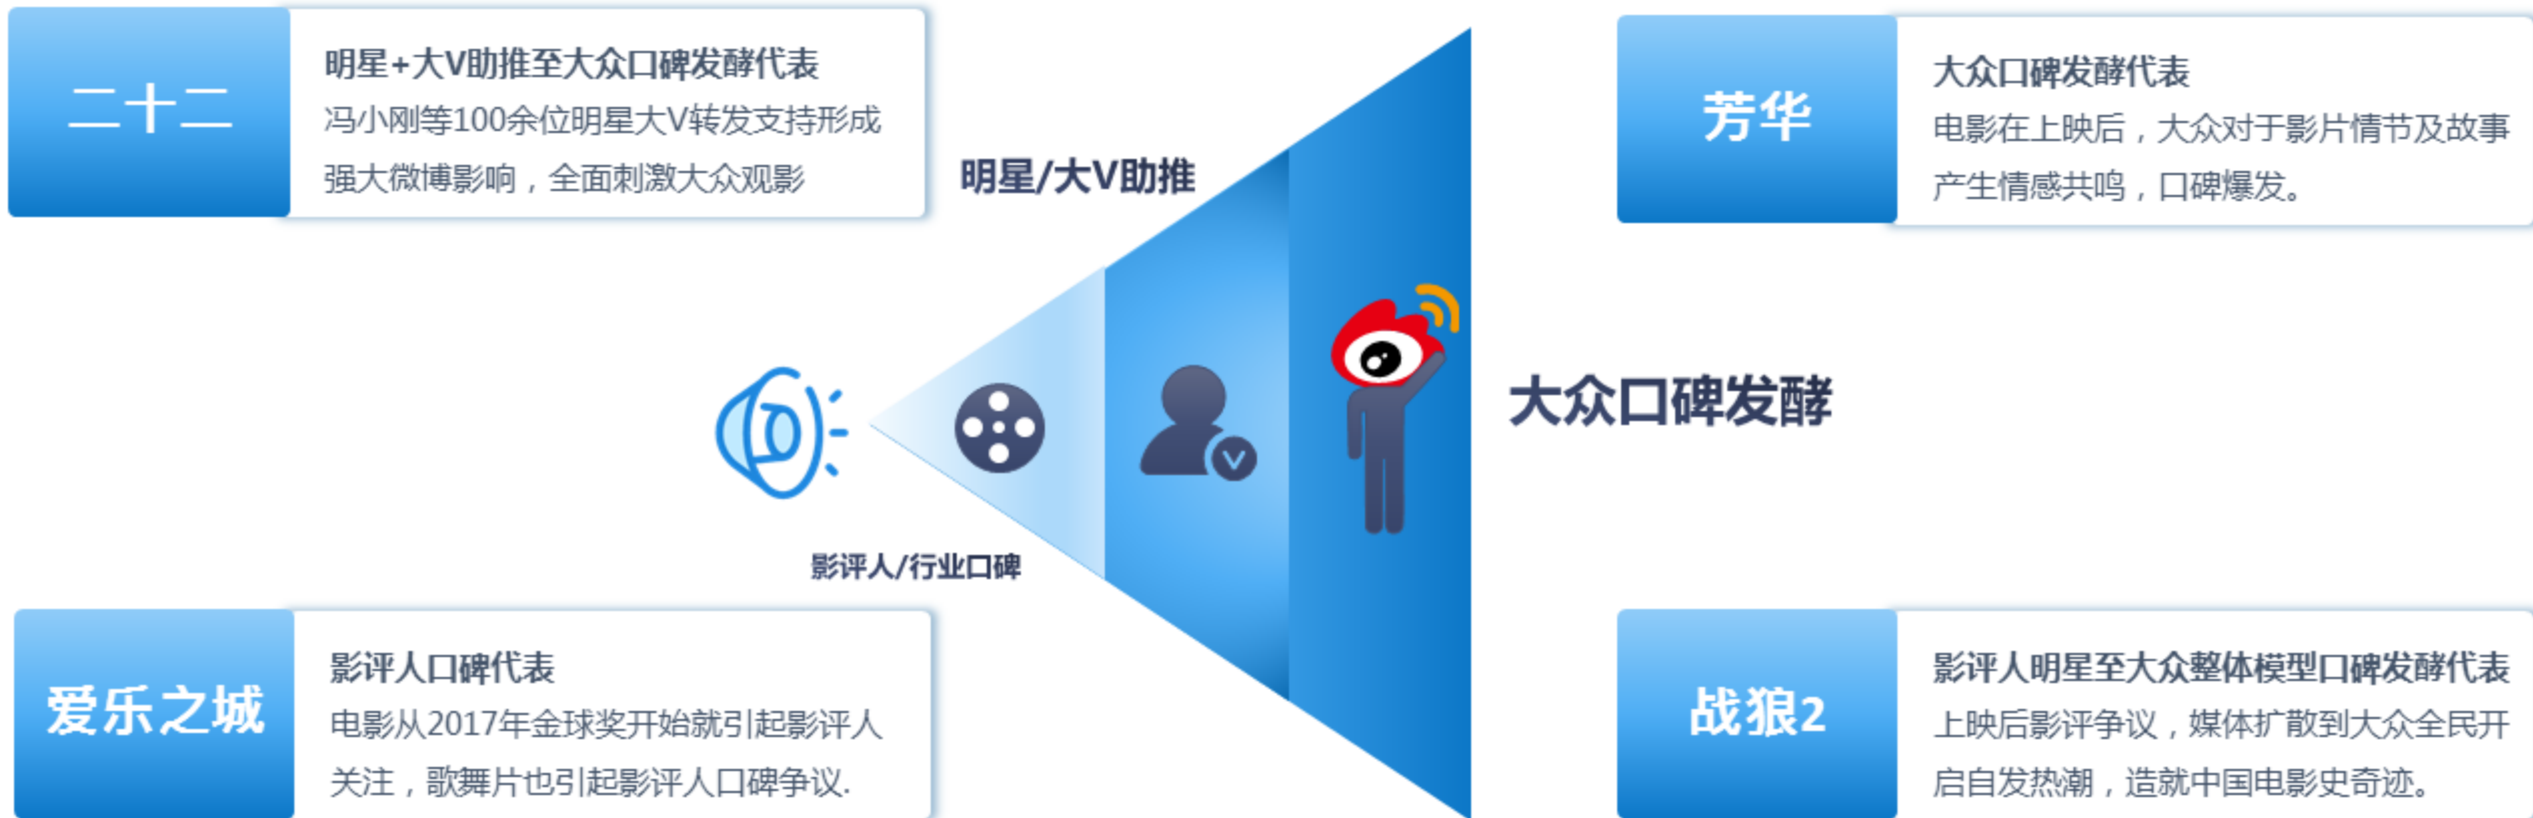 二十二
明星+大V助推至大众口碑发酵代表
冯小刚等100余位明星大V转发支持形成
强大微博影响，全面刺激大众观影
芳华
大众口碑发酵代表
电影在上映后，大众对于影片情节及故事
产生情感共鸣，口碑爆发。
明星/大V助推
V
大众口碑发酵
影评人/行业口碑
爱乐之城
影评人口碑代表
电影从2017年金球奖开始就引起影评人
关注，歌舞片也引起影评人口碑争议.
战狼2
影评人明星至大众整体模型口碑发酵代表
上映后影评争议，媒体扩散到大众全民开
启自发热潮，造就中国电影史奇迹。